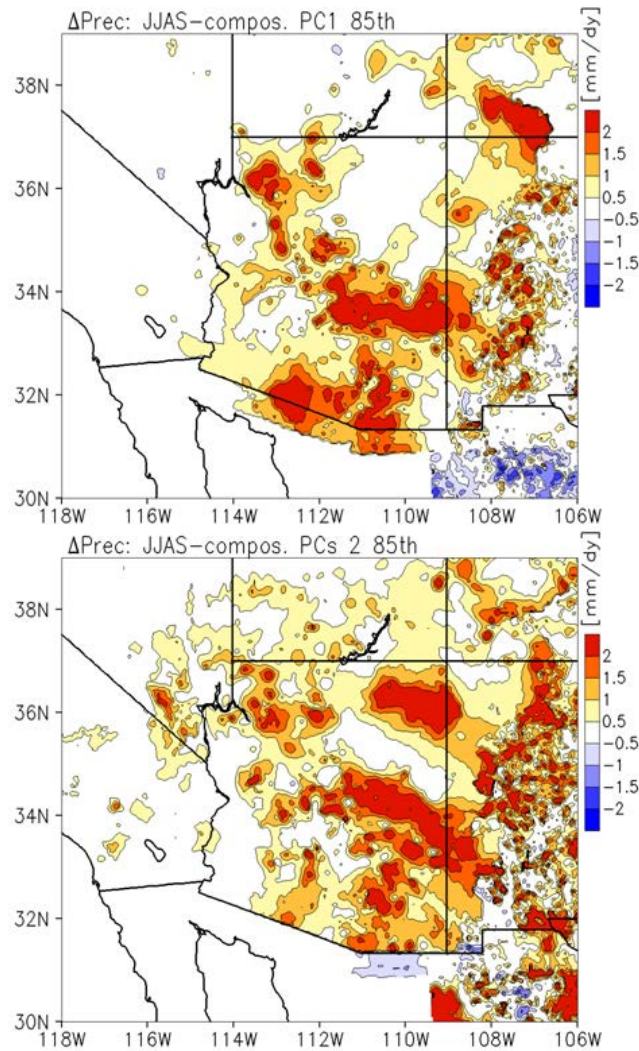 ΔPrec: JJAS-compos. PC1 85th
[mm/dy]
38N
36N
34N
32N
30N
2
1.5
1
0.5
-0.5
-1
-1.5
-2
118W 116W 114W 112W 110W 108W 106W
ΔPrec: JJAS-compos. PCs 2 85th
[mm/dy]
38N
36N
34N
32N
30N
2
1.5
1
0.5
-0.5
-1
-1.5
-2
118W 116W 114W 112W 110W 108W 106W